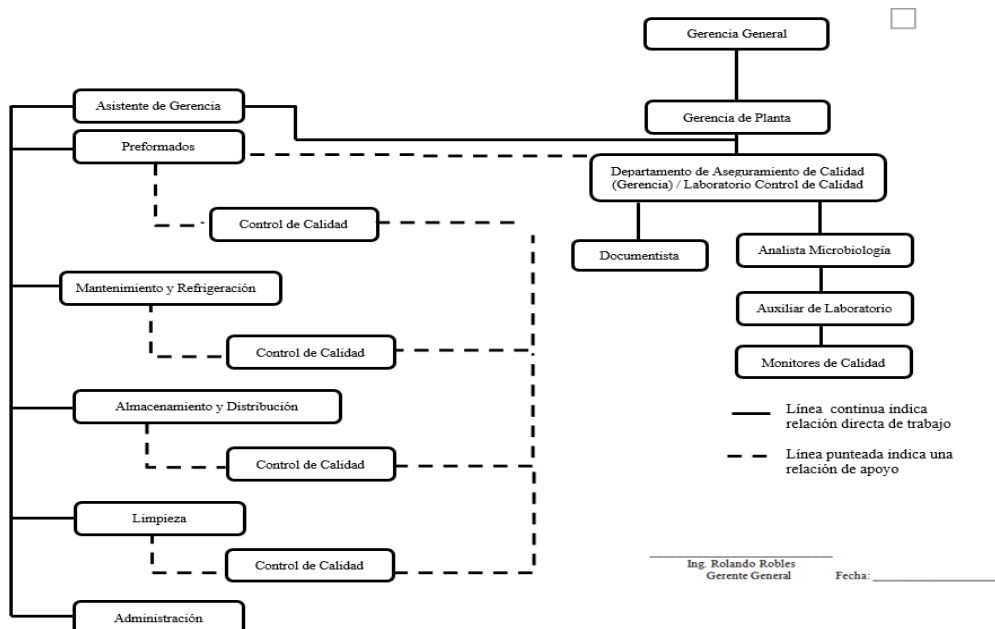 Gerencia General
Asistente de Gerencia
Gerencia de Planta
Preformados
Departamento de Aseguramiento de Calidad
(Gerencia) / Laboratorio Control de Calidad
Control de Calidad
Documentista
Analista Microbiología
Mantenimiento y Refrigeración
Auxiliar de Laboratorio
Control de Calidad
Monitores de Calidad
Almacenamiento y Distribución
Línea continua indica
relación directa de trabajo
Control de Calidad
Línea punteada indica una
relación de apoyo
Limpieza
Control de Calidad
Ing. Rolando Robles
Gerente General
Fecha:
Administración